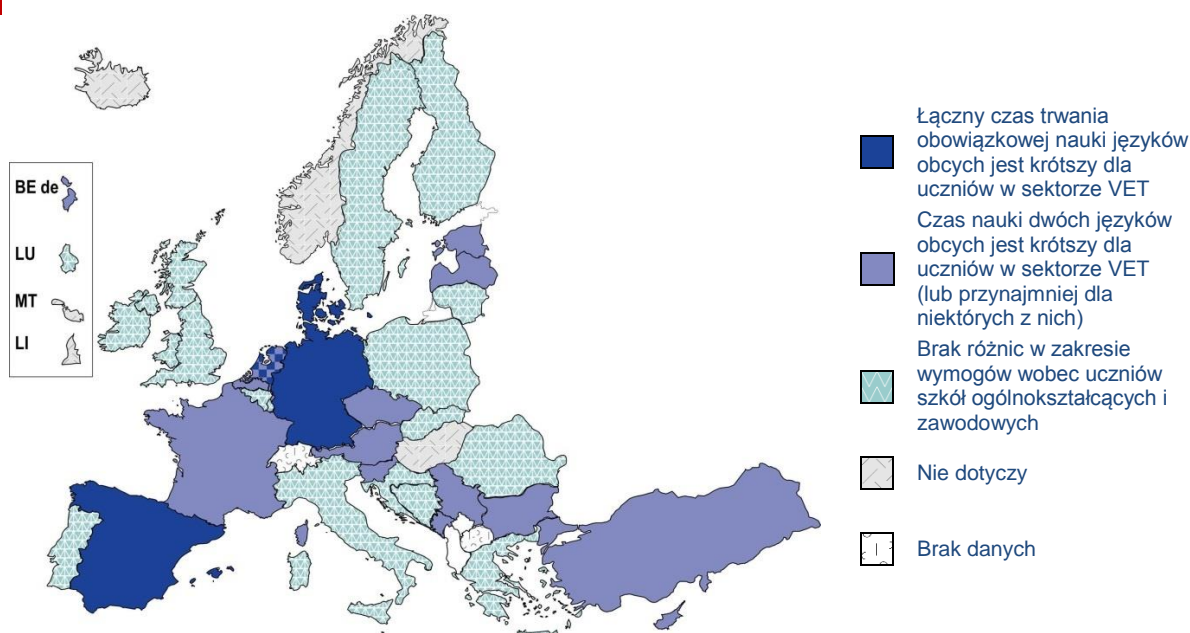 BE de
LU
MT
LI
Łączny czas trwania
obowiązkowej nauki języków
obcych jest krótszy dla
uczniów w sektorze VET
Czas nauki dwóch języków
obcych jest krótszy dla
uczniów w sektorze VET
(lub przynajmniej dla
niektórych z nich)
Brak różnic w zakresie
wymogów wobec uczniów
szkół ogólnokształcących i
zawodowych
Nie dotyczy
Brak danych